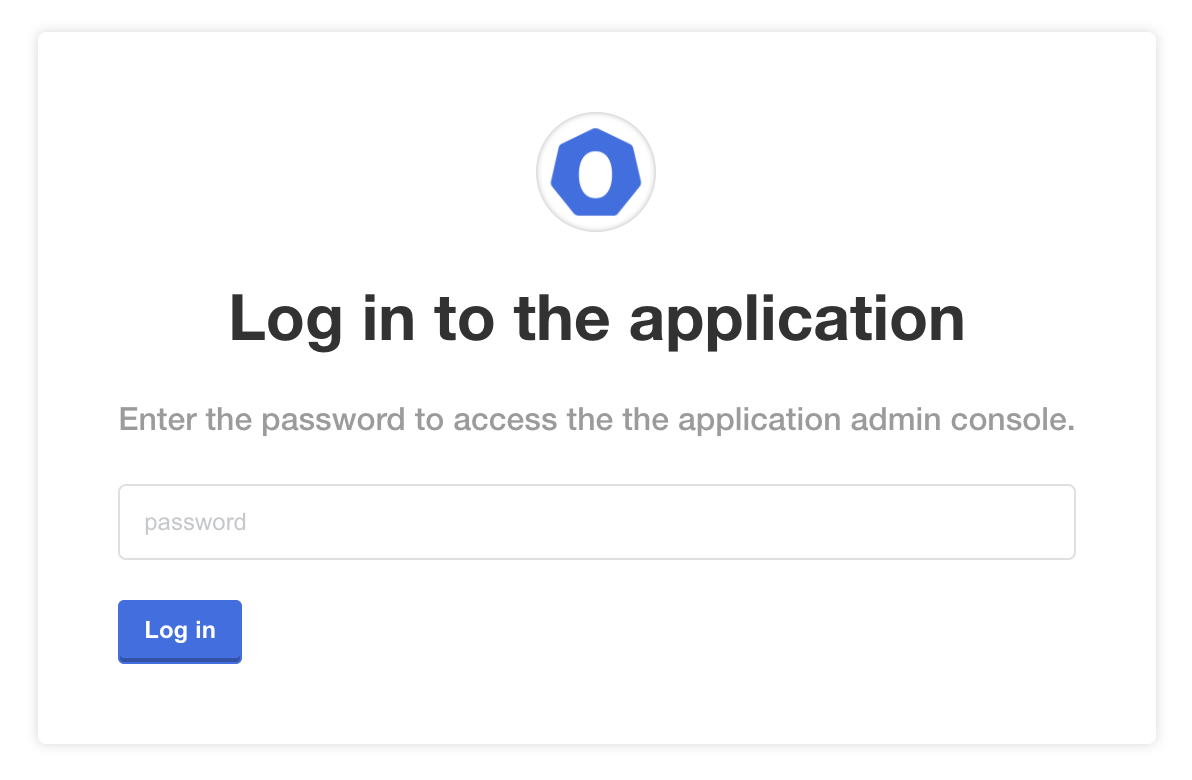 Log in to the application
Enter the password to access the the application admin console.
password
Log in